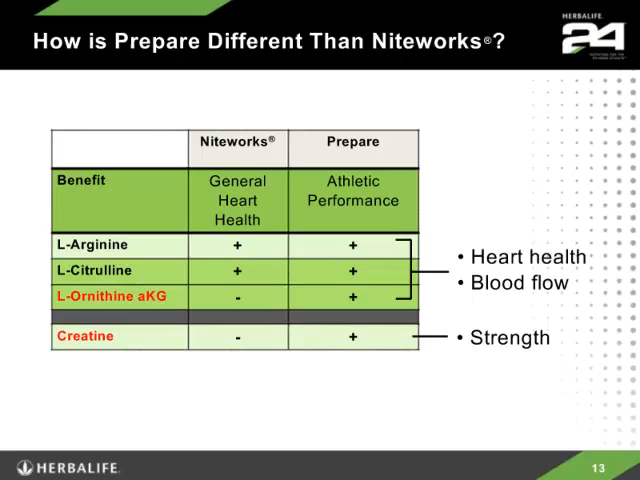 How is Prepare Different Than Niteworks®?
HERBALIFE
24
Niteworks® Prepare
Benefit General Heart Health Athletic Performance
L-Arginine + +
L-Citrulline + +
L-Ornithine aKG - +
Creatine - +
• Heart health
• Blood flow
• Strength
HERBALIFE.
13